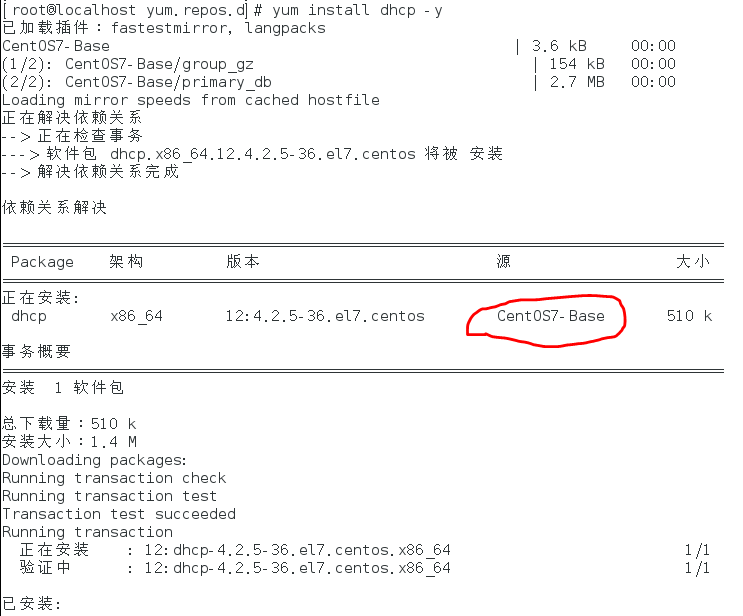 [root@localhost yum.repos.d]# yum install dhcp -y
已加载插件：fastestmirror, langpacks
CentOS7-Base | 3.6 kB 00:00
(1/2): CentOS7-Base/group_gz | 154 kB 00:00
(2/2): CentOS7-Base/primary_db | 2.7 MB 00:00
Loading mirror speeds from cached hostfile
正在解决依赖关系
--> 正在检查事务
---> 软件包 dhcp.x86_64.12.4.2.5-36.el7.centos 将被 安装
--> 解决依赖关系完成
依赖关系解决
Package 架构 版本 源 大小
正在安装:
dhcp x86_64 12:4.2.5-36.el7.centos CentOS7-Base 510 k
事务概要
安装 1 软件包
总下载量：510 k
安装大小：1.4 M
Downloading packages:
Running transaction check
Running transaction test
Transaction test succeeded
Running transaction
正在安装 : 12:dhcp-4.2.5-36.el7.centos.x86_64 1/1
验证中 : 12:dhcp-4.2.5-36.el7.centos.x86_64 1/1
已安装: